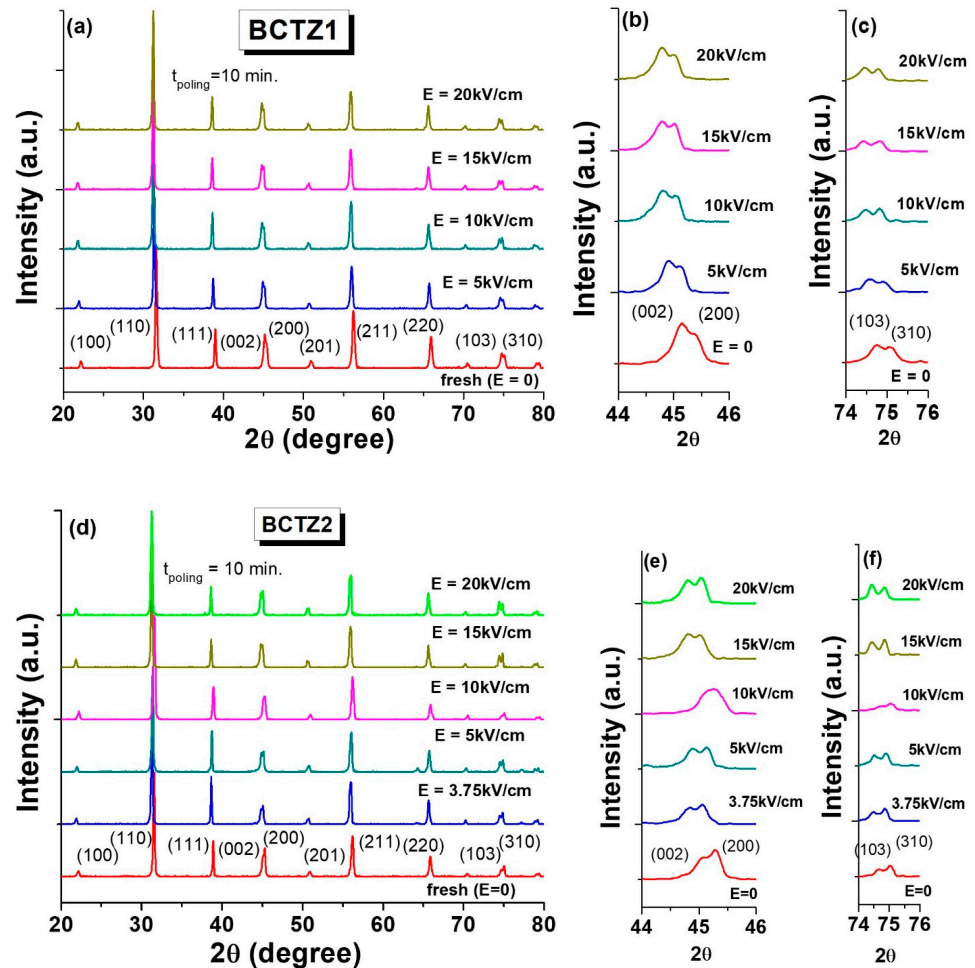 (a)
BCTZ1
t_poling=10 min.
E = 20kV/cm
E = 15kV/cm
E = 10kV/cm
E = 5kV/cm
(100)
(110)
(111)
(002)
(200)
(201)
(211)
(220)
(103)
(310)
fresh (E = 0)
20 30 40 50 60 70 80
2θ (degree)
Intensity (a.u.)
(b)
20kV/cm
15kV/cm
10kV/cm
5kV/cm
(002)
(200)
E = 0
44 45 46
2θ
Intensity (a.u.)
(c)
20kV/cm
15kV/cm
10kV/cm
5kV/cm
(103)
(310)
E = 0
74 75 76
2θ
Intensity (a.u.)
(d)
BCTZ2
t_poling = 10 min.
E = 20kV/cm
E = 15kV/cm
E = 10kV/cm
E = 5kV/cm
E = 3.75kV/cm
(100)
(110)
(111)
(002)
(200)
(201)
(211)
(220)
(103)
(310)
fresh (E=0)
20 30 40 50 60 70 80
2θ (degree)
Intensity (a.u.)
(e)
20kV/cm
15kV/cm
10kV/cm
5kV/cm
3.75kV/cm
(002)
(200)
E=0
44 45 46
2θ
Intensity (a.u.)
(f)
20kV/cm
15kV/cm
10kV/cm
5kV/cm
3.75kV/cm
(103)
(310)
E=0
74 75 76
2θ
Intensity (a.u.)